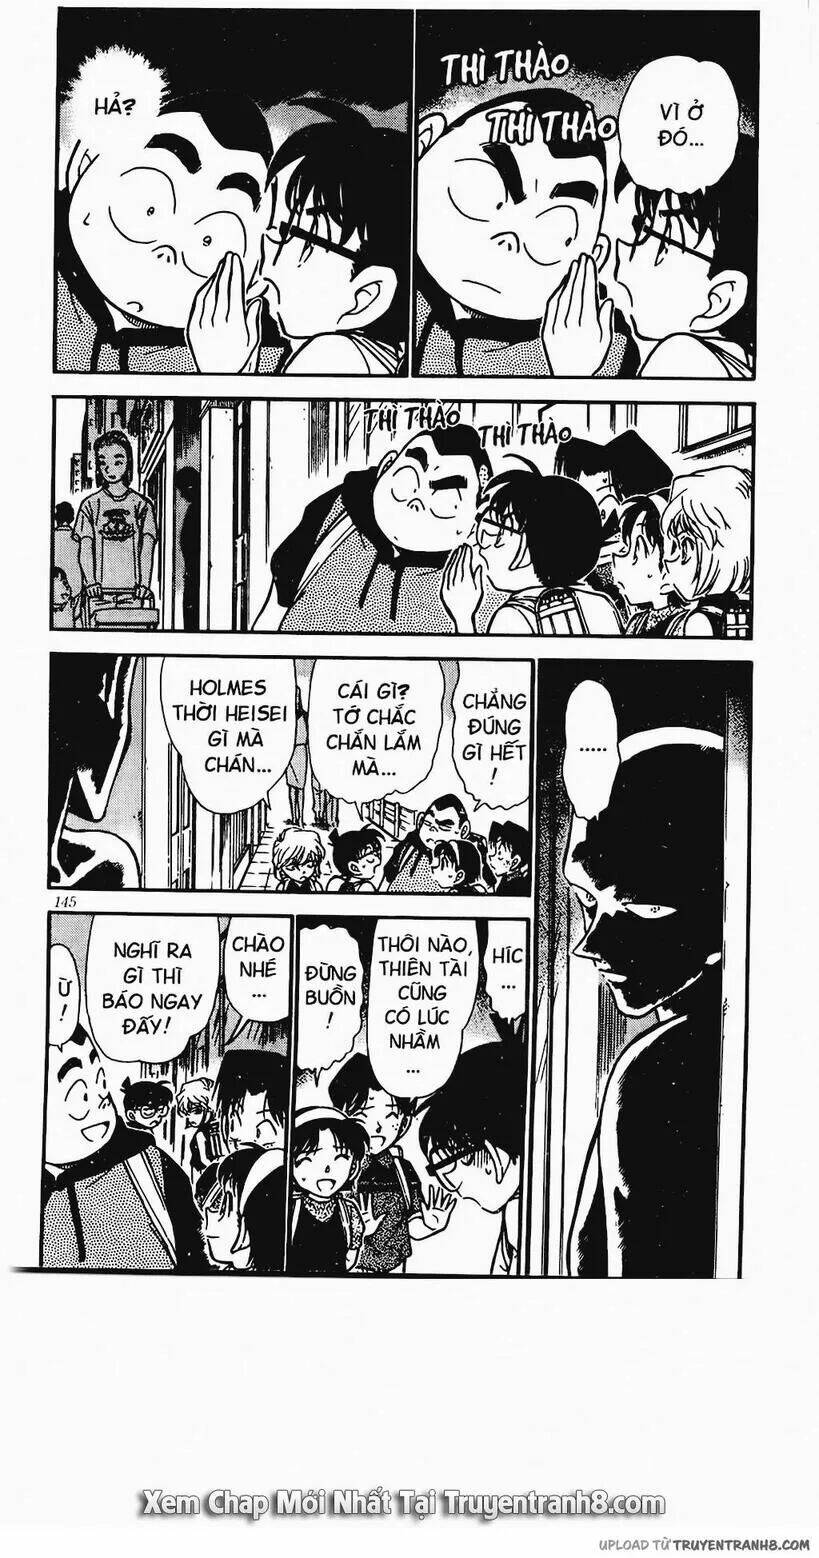 THÌ THÀO
THÌ THÀO
VÌ Ở
ĐÓ...
HẢ?
THÌ THÀO
THÌ THÀO
CHẲNG
ĐÚNG
GÌ HẾT
!
CÁI GÌ?
TỚ CHẮC
CHẮN LẮM
MÀ...
HOLMES
THỜI HEISEI
GÌ MÀ
CHÁN...
.....
145
HÍC
...
THÔI NÀO,
THIÊN TÀI
CŨNG
CÓ LÚC
NHẦM
...
ĐỪNG
BUỒN!
CHÀO
NHÉ
...
NGHĨ RA
GÌ THÌ
BÁO NGAY
ĐẤY!
Ừ
!
Xem Chap Mới Nhất Tại Truyentranh8.com
UPLOAD TỪ TRUYENTRANH8.COM